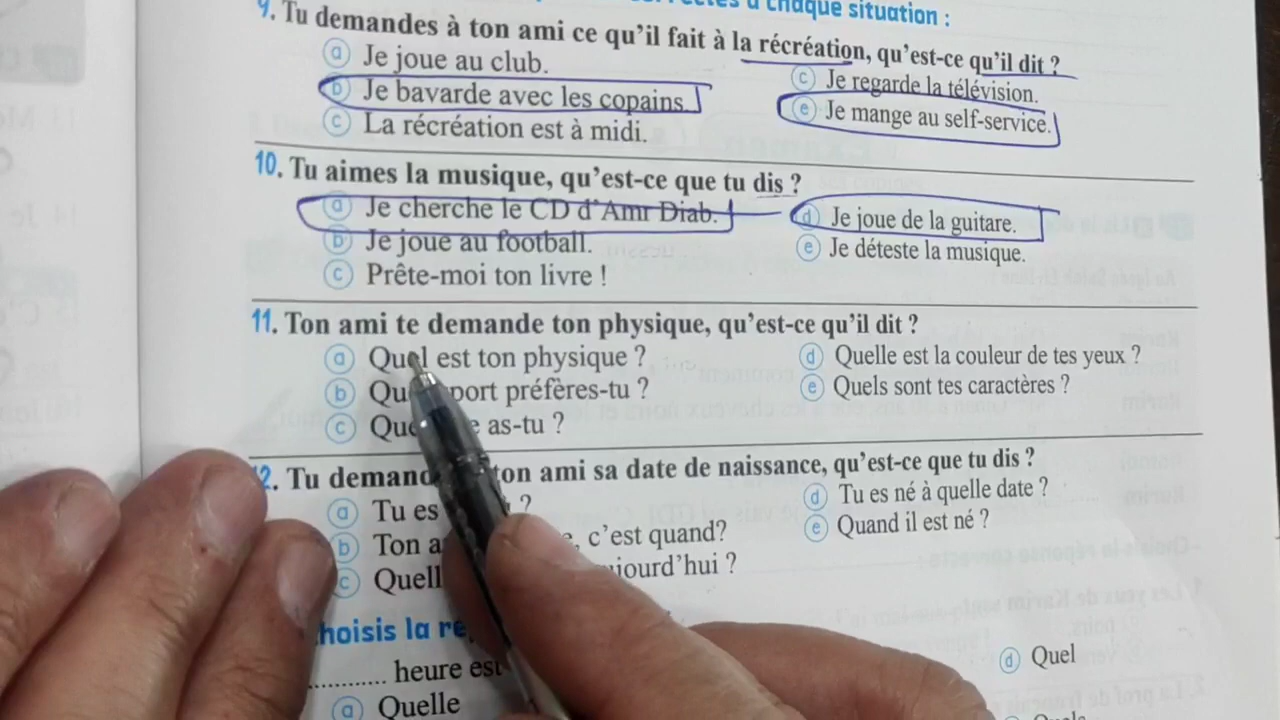 à chaque situation :
9. Tu demandes à ton ami ce qu'il fait à la récréation, qu'est-ce qu'il dit ?
a Je joue au club.
c Je regarde la télévision.
b Je bavarde avec les copains.
e Je mange au self-service.
c La récréation est à midi.
10. Tu aimes la musique, qu'est-ce que tu dis ?
a Je cherche le CD d'Amr Diab.
d Je joue de la guitare.
b Je joue au football.
e Je déteste la musique.
c Prête-moi ton livre !
11. Ton ami te demande ton physique, qu'est-ce qu'il dit ?
a Quel est ton physique ?
d Quelle est la couleur de tes yeux ?
b port préfères-tu ?
e Quels sont tes caractères ?
c as-tu ?
12. Tu demand ton ami sa date de naissance, qu'est-ce que tu dis ?
a Tu es ?
d Tu es né à quelle date ?
b Ton a c'est quand?
e Quand il est né ?
c Quell jourd'hui ?
hoisis la ré
............ heure est
d Quel
a Quelle